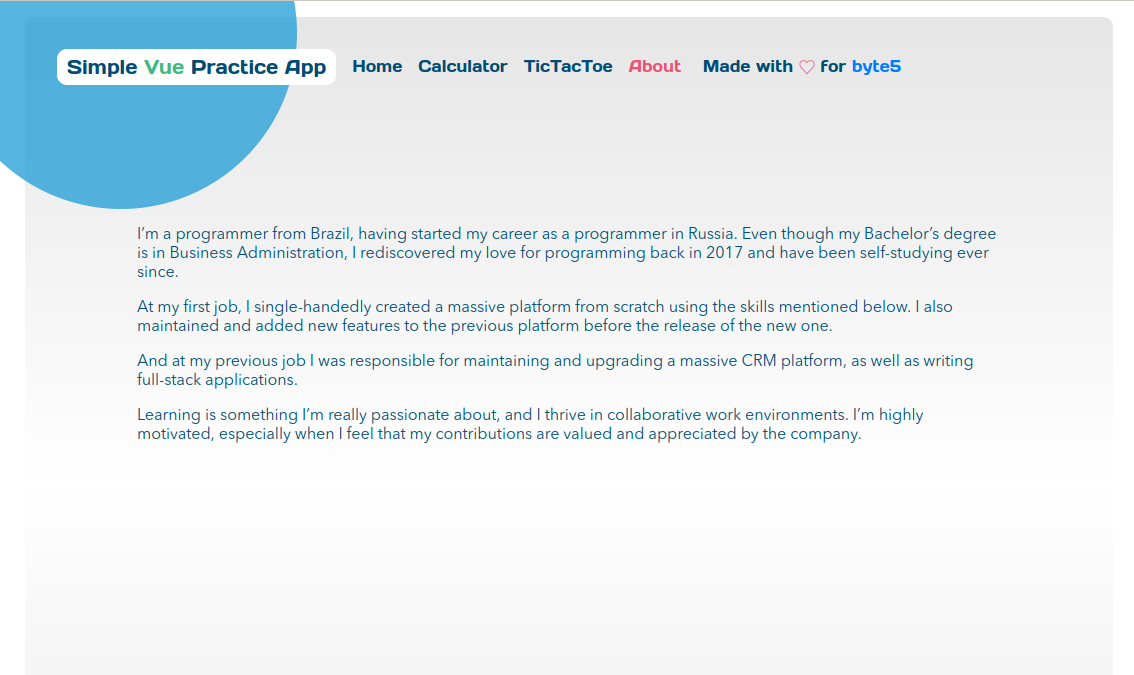 Simple Vue Practice App Home Calculator TicTacToe About Made with ♡ for byte5
I’m a programmer from Brazil, having started my career as a programmer in Russia. Even though my Bachelor’s degree
is in Business Administration, I rediscovered my love for programming back in 2017 and have been self-studying ever
since.
At my first job, I single-handedly created a massive platform from scratch using the skills mentioned below. I also
maintained and added new features to the previous platform before the release of the new one.
And at my previous job I was responsible for maintaining and upgrading a massive CRM platform, as well as writing
full-stack applications.
Learning is something I’m really passionate about, and I thrive in collaborative work environments. I’m highly
motivated, especially when I feel that my contributions are valued and appreciated by the company.